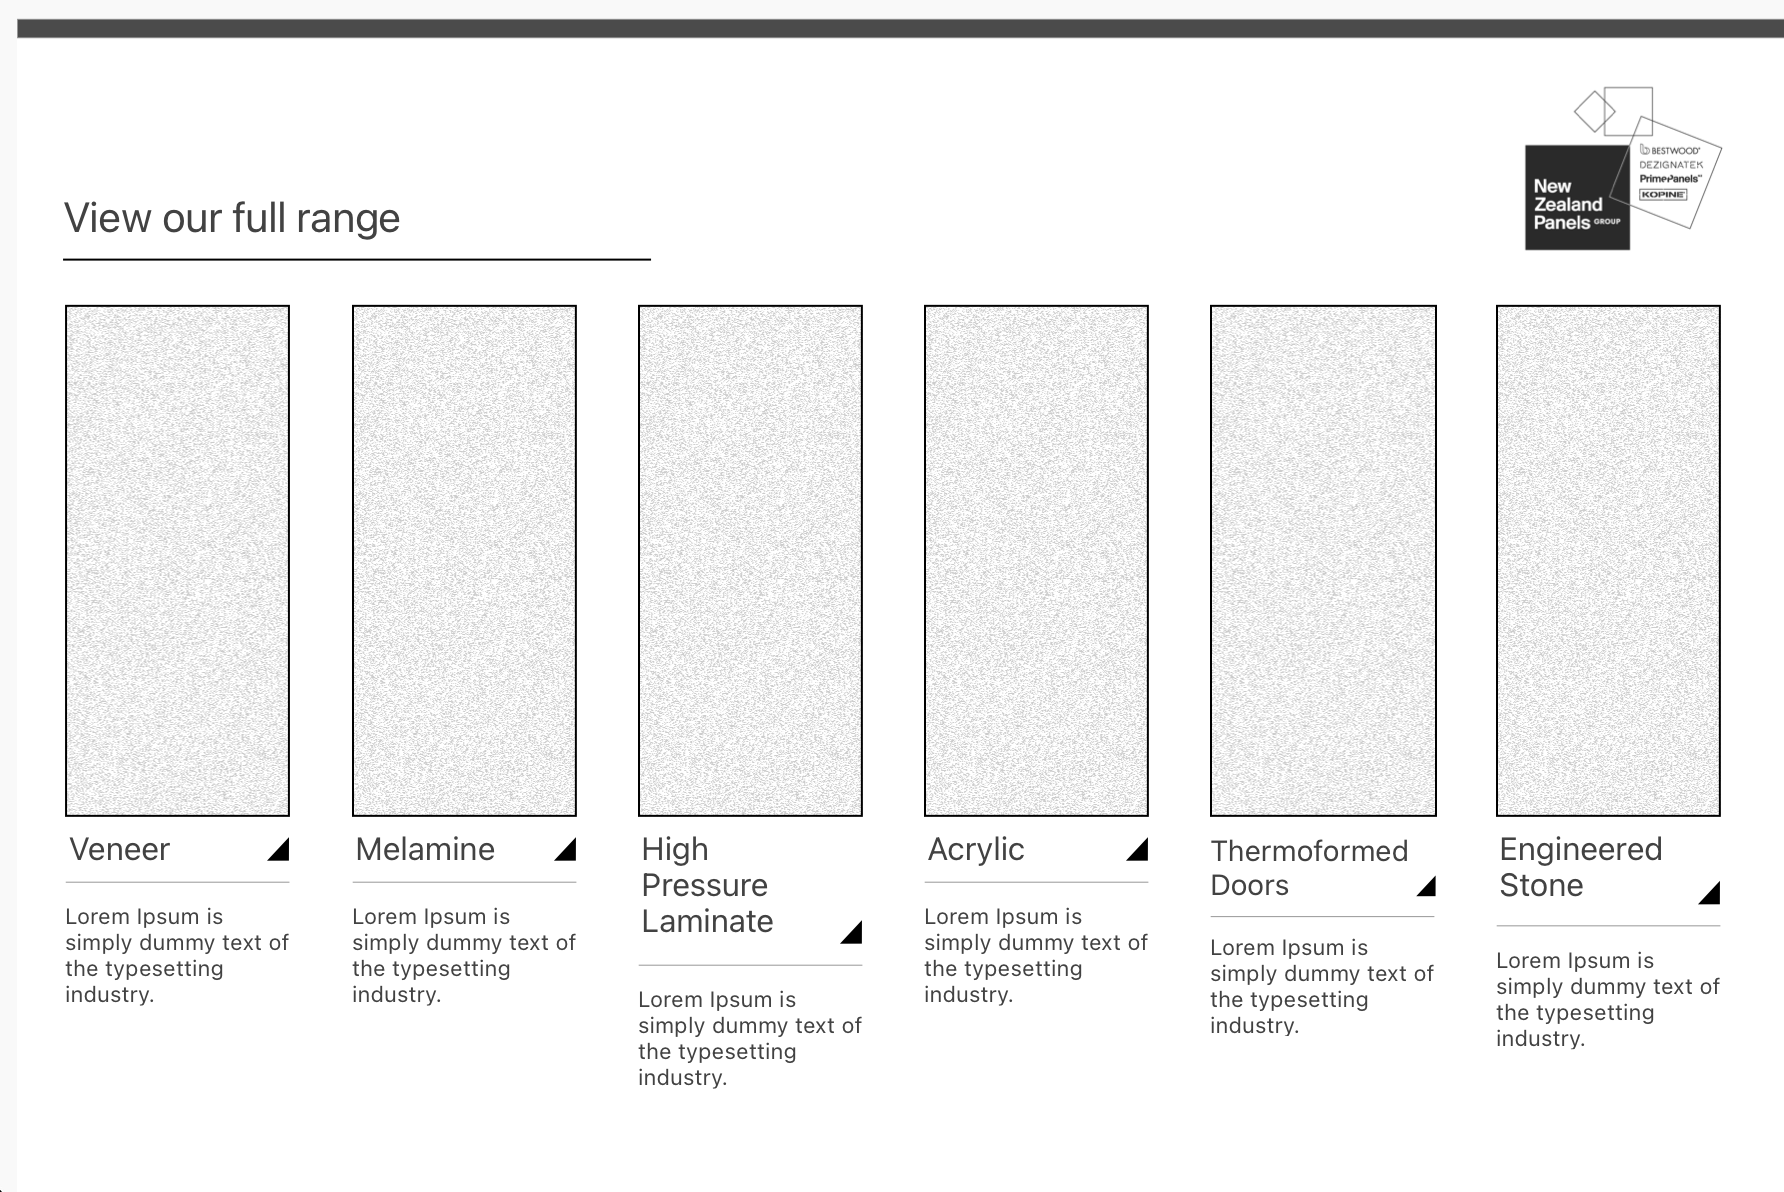 BESTWOOD
DEZIGNATEK
PrimePanels™
KOPINE
New
Zealand
Panels GROUP
View our full range
Veneer
Lorem Ipsum is
simply dummy text of
the typesetting
industry.
Melamine
Lorem Ipsum is
simply dummy text of
the typesetting
industry.
High
Pressure
Laminate
Lorem Ipsum is
simply dummy text of
the typesetting
industry.
Acrylic
Lorem Ipsum is
simply dummy text of
the typesetting
industry.
Thermoformed
Doors
Lorem Ipsum is
simply dummy text of
the typesetting
industry.
Engineered
Stone
Lorem Ipsum is
simply dummy text of
the typesetting
industry.